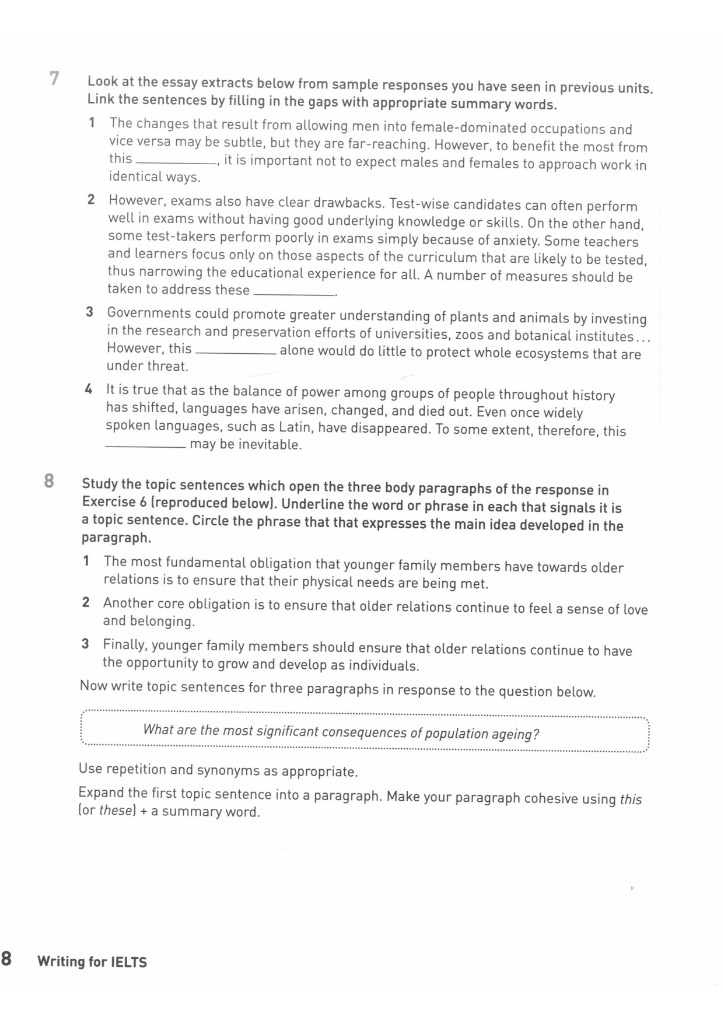 7 Look at the essay extracts below from sample responses you have seen in previous units.
Link the sentences by filling in the gaps with appropriate summary words.
1 The changes that result from allowing men into female-dominated occupations and
vice versa may be subtle, but they are far-reaching. However, to benefit the most from
this ____________, it is important not to expect males and females to approach work in
identical ways.
2 However, exams also have clear drawbacks. Test-wise candidates can often perform
well in exams without having good underlying knowledge or skills. On the other hand,
some test-takers perform poorly in exams simply because of anxiety. Some teachers
and learners focus only on those aspects of the curriculum that are likely to be tested,
thus narrowing the educational experience for all. A number of measures should be
taken to address these ____________.
3 Governments could promote greater understanding of plants and animals by investing
in the research and preservation efforts of universities, zoos and botanical institutes...
However, this ____________ alone would do little to protect whole ecosystems that are
under threat.
4 It is true that as the balance of power among groups of people throughout history
has shifted, languages have arisen, changed, and died out. Even once widely
spoken languages, such as Latin, have disappeared. To some extent, therefore, this
____________ may be inevitable.
8 Study the topic sentences which open the three body paragraphs of the response in
Exercise 6 (reproduced below). Underline the word or phrase in each that signals it is
a topic sentence. Circle the phrase that that expresses the main idea developed in the
paragraph.
1 The most fundamental obligation that younger family members have towards older
relations is to ensure that their physical needs are being met.
2 Another core obligation is to ensure that older relations continue to feel a sense of love
and belonging.
3 Finally, younger family members should ensure that older relations continue to have
the opportunity to grow and develop as individuals.
Now write topic sentences for three paragraphs in response to the question below.
What are the most significant consequences of population ageing?
Use repetition and synonyms as appropriate.
Expand the first topic sentence into a paragraph. Make your paragraph cohesive using this
(or these) + a summary word.
8 Writing for IELTS